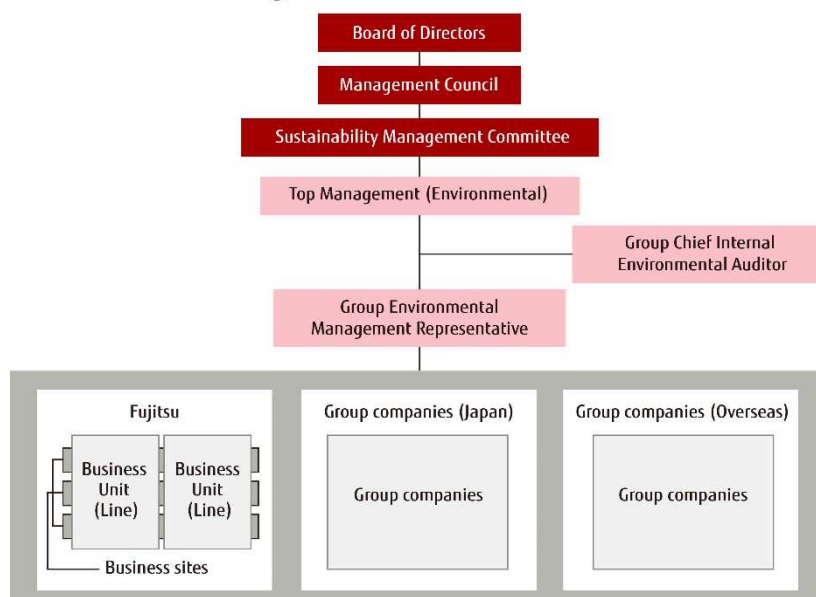 Board of Directors
Management Council
Sustainability Management Committee
Top Management (Environmental)
Group Chief Internal
Environmental Auditor
Group Environmental
Management Representative
Fujitsu
Business
Unit
(Line)
Business
Unit
(Line)
Business sites
Group companies (Japan)
Group companies
Group companies (Overseas)
Group companies